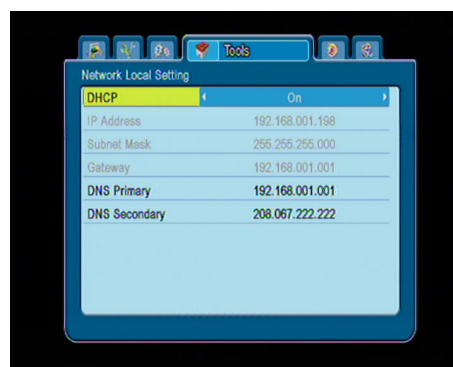 Tools
Network Local Setting
DHCP On
IP Address 192.168.001.198
Subnet Mask 255.255.255.000
Gateway 192.168.001.001
DNS Primary 192.168.001.001
DNS Secondary 208.067.222.222